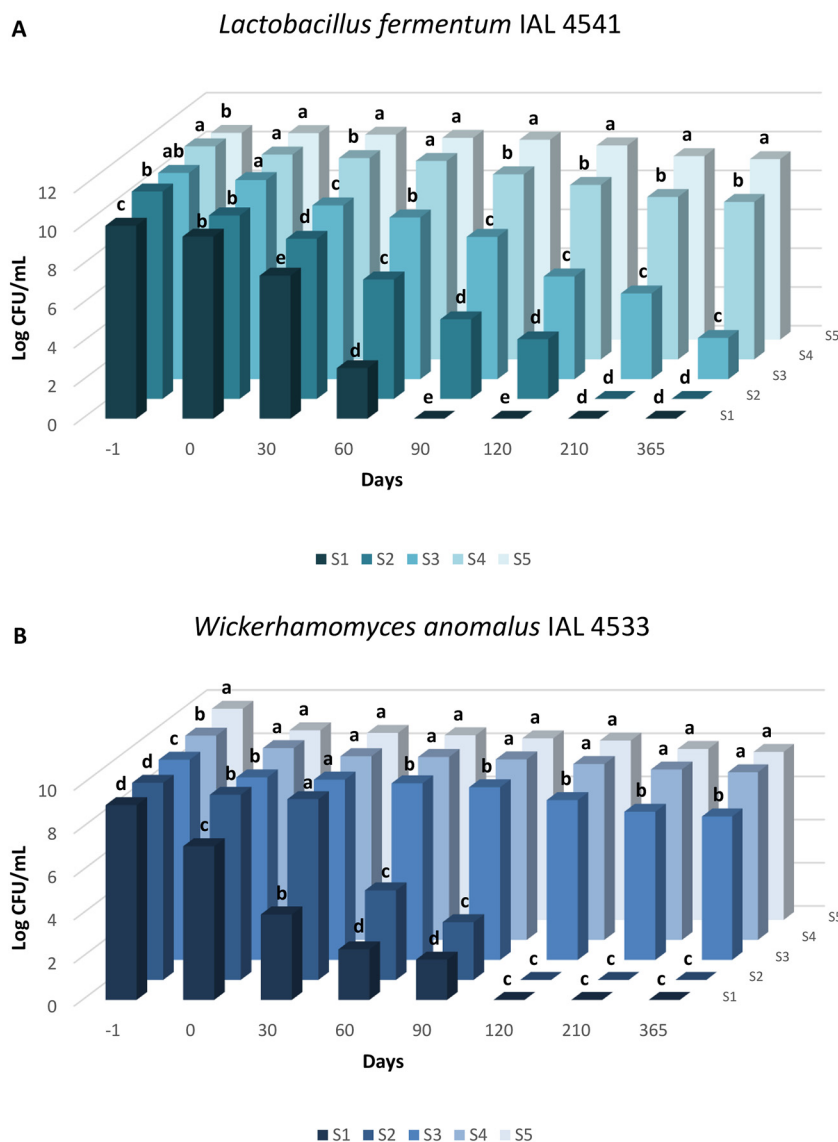 A
Lactobacillus fermentum IAL 4541
b a a a a a a a
a a b a b b b b
ab a c b c c c c
b b d c d d d d
c b e d e e d d
12
10
8
6
4
2
0
Log CFU/mL
-1 0 30 60 90 120 210 365
Days
S1
S2
S3
S4
S5
S1 S2 S3 S4 S5
B
Wickerhamomyces anomalus IAL 4533
a a a a a a a a
b a a a a a a a
c b a b b b b b
d b a c c c c c
d c b d d c c c
10
8
6
4
2
0
Log CFU/mL
-1 0 30 60 90 120 210 365
Days
S1
S2
S3
S4
S5
S1 S2 S3 S4 S5